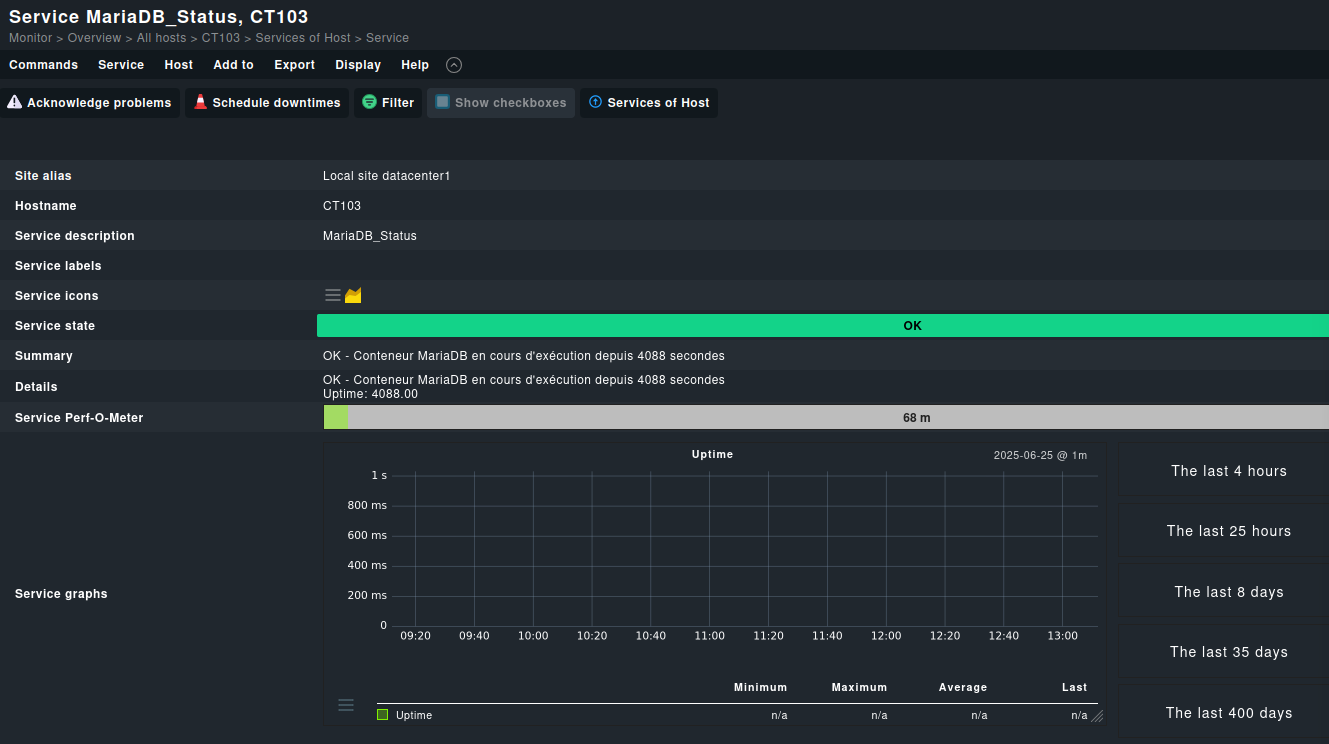 Service MariaDB_Status, CT103
Monitor > Overview > All hosts > CT103 > Services of Host > Service
Commands Service Host Add to Export Display Help
Acknowledge problems Schedule downtimes Filter Show checkboxes Services of Host
Site alias Local site datacenter1
Hostname CT103
Service description MariaDB_Status
Service labels
Service icons
Service state OK
Summary OK - Conteneur MariaDB en cours d'exécution depuis 4088 secondes
Details OK - Conteneur MariaDB en cours d'exécution depuis 4088 secondes
Uptime: 4088.00
Service Perf-O-Meter 68 m
Service graphs
Uptime 2025-06-25 @ 1m
1 s
800 ms
600 ms
400 ms
200 ms
0
09:20 09:40 10:00 10:20 10:40 11:00 11:20 11:40 12:00 12:20 12:40 13:00
Minimum Maximum Average Last
Uptime n/a n/a n/a n/a
The last 4 hours
The last 25 hours
The last 8 days
The last 35 days
The last 400 days